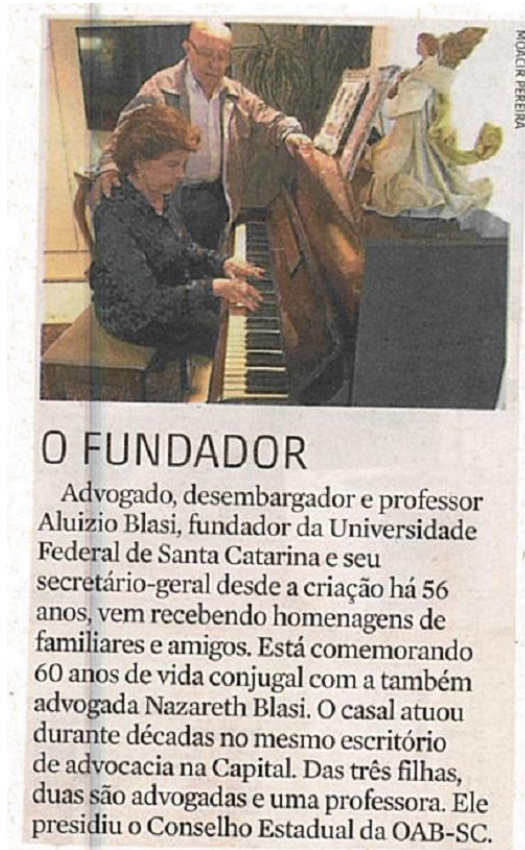 MOACIR PEREIRA
O FUNDADOR
Advogado, desembargador e professor
Aluizio Blasi, fundador da Universidade
Federal de Santa Catarina e seu
secretário-geral desde a criação há 56
anos, vem recebendo homenagens de
familiares e amigos. Está comemorando
60 anos de vida conjugal com a também
advogada Nazareth Blasi. O casal atuou
durante décadas no mesmo escritório
de advocacia na Capital. Das três filhas,
duas são advogadas e uma professora. Ele
presidiu o Conselho Estadual da OAB-SC.